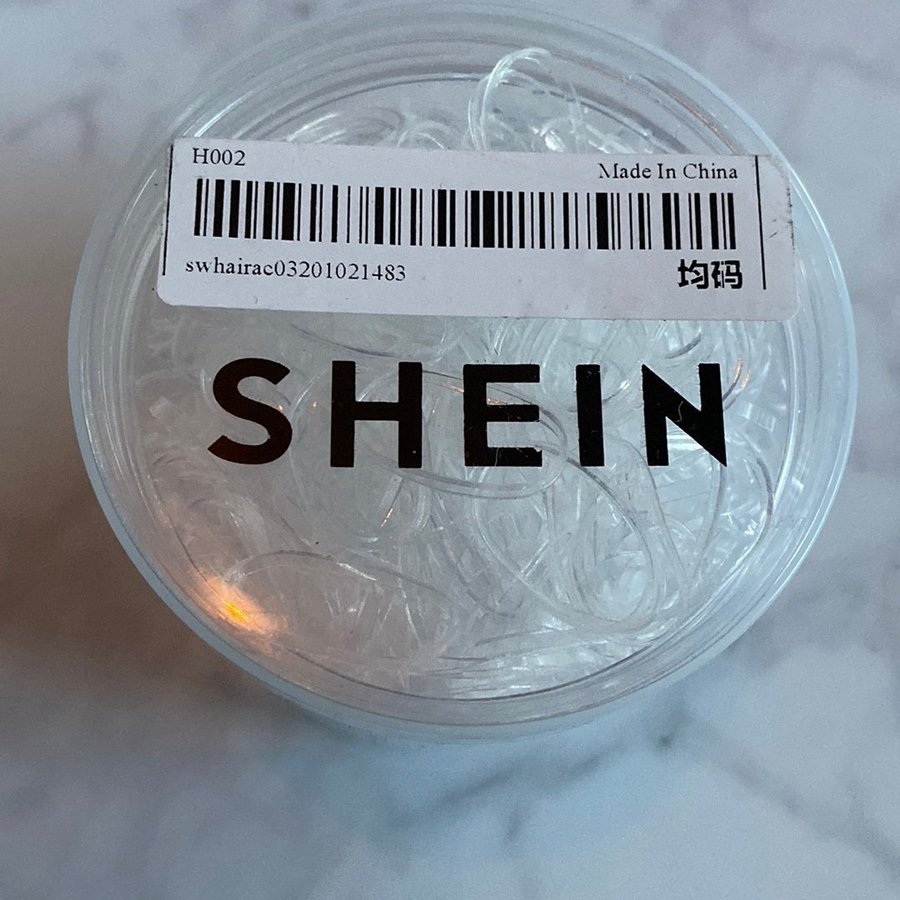 H002
Made In China
swhairac03201021483
均码
SHEIN